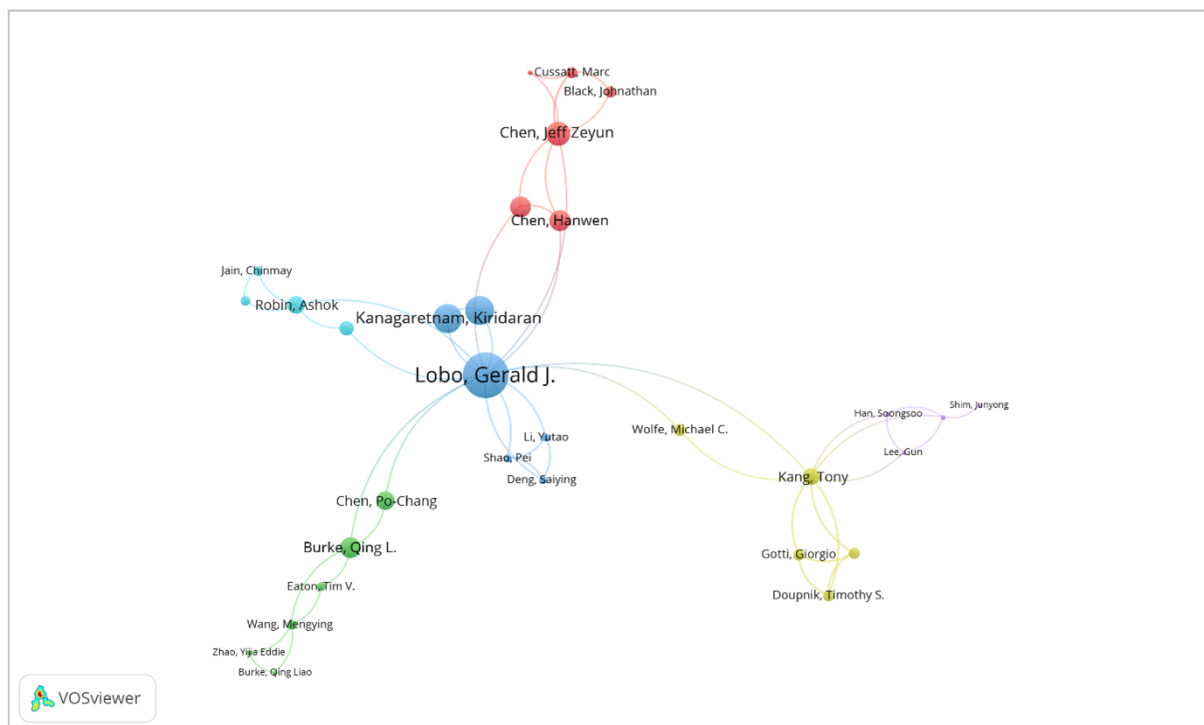 Cussatt, Marc
Black, Johnathan
Chen, Jeff Zeyun
Chen, Hanwen
Jain, Chinmay
Robin, Ashok
Kanagaretnam, Kiridaran
Lobo, Gerald J.
Li, Yutao
Shao, Pei
Deng, Saiying
Wolfe, Michael C.
Han, Soongsoo
Shim, Junyong
Lee, Gun
Kang, Tony
Chen, Po-Chang
Burke, Qing L.
Gotti, Giorgio
Eaton, Tim V.
Doupnik, Timothy S.
Wang, Mengying
Zhao, Yijia Eddie
Burke, Qing Liao
VOSviewer